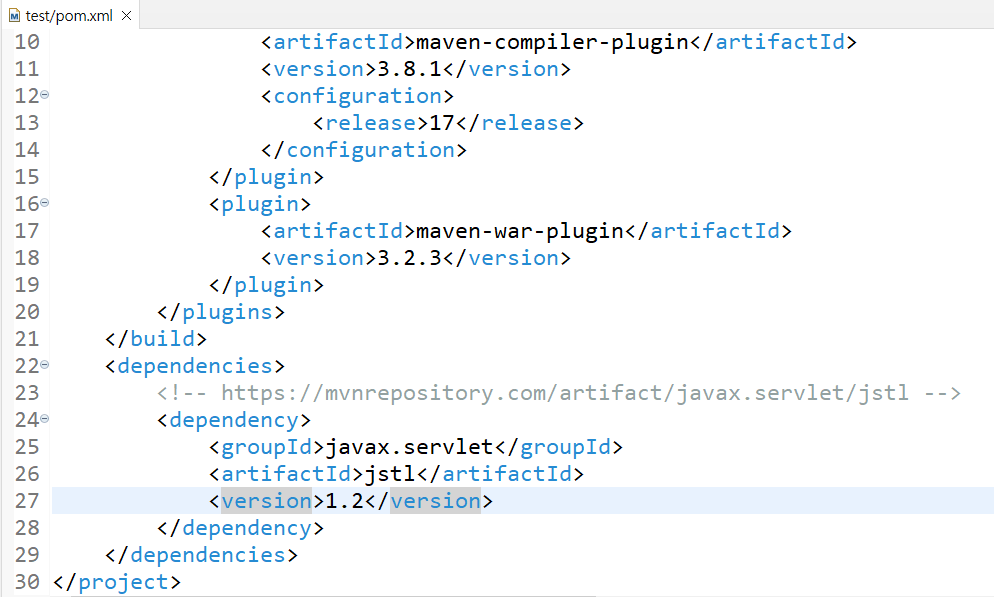 test/pom.xml
10 <artifactId>maven-compiler-plugin</artifactId>
11 <version>3.8.1</version>
12 <configuration>
13 <release>17</release>
14 </configuration>
15 </plugin>
16 <plugin>
17 <artifactId>maven-war-plugin</artifactId>
18 <version>3.2.3</version>
19 </plugin>
20 </plugins>
21 </build>
22 <dependencies>
23 <!-- https://mvnrepository.com/artifact/javax.servlet/jstl -->
24 <dependency>
25 <groupId>javax.servlet</groupId>
26 <artifactId>jstl</artifactId>
27 <version>1.2</version>
28 </dependency>
29 </dependencies>
30 </project>